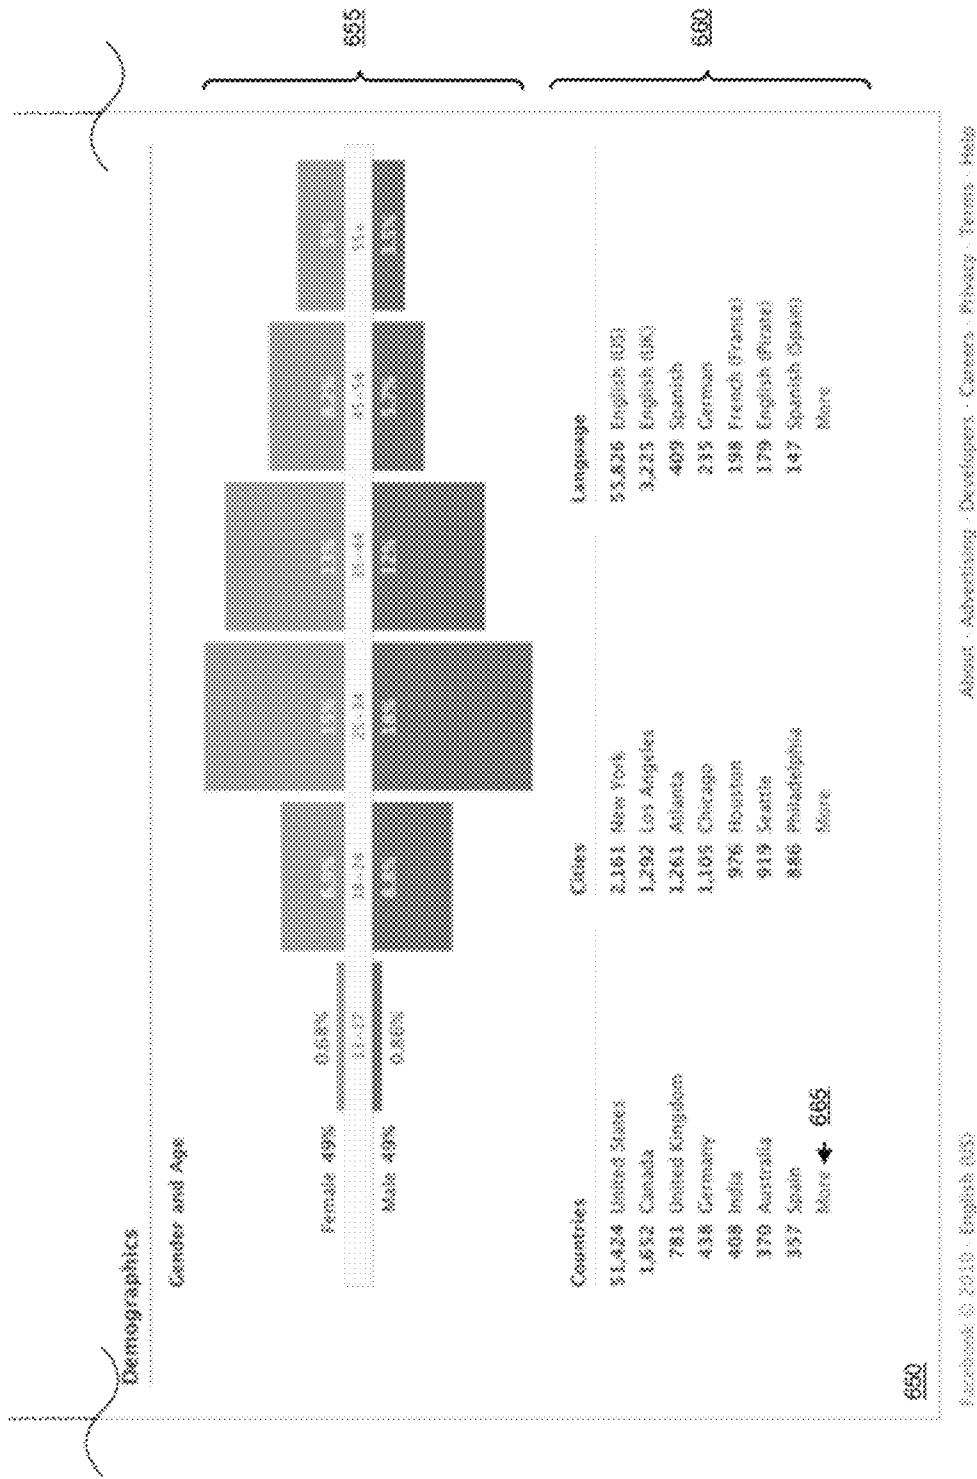 Demographics
Gender and Age
Female 49%
Male 49%
0.68%
13-17
0.86%
18-24
25-34
35-44
45-54
55+
655
Countries
51,424 United States
1,652 Canada
781 United Kingdom
438 Germany
408 India
370 Australia
357 Spain
More 665
Cities
2,161 New York
1,292 Los Angeles
1,261 Atlanta
1,105 Chicago
976 Houston
919 Seattle
886 Philadelphia
More
Language
55,826 English (US)
3,225 English (UK)
409 Spanish
235 German
198 French (France)
179 English (Pirate)
147 Spanish (Spain)
More
660
650
Facebook © 2010 · English (US)
About · Advertising · Developers · Careers · Privacy · Terms · Help